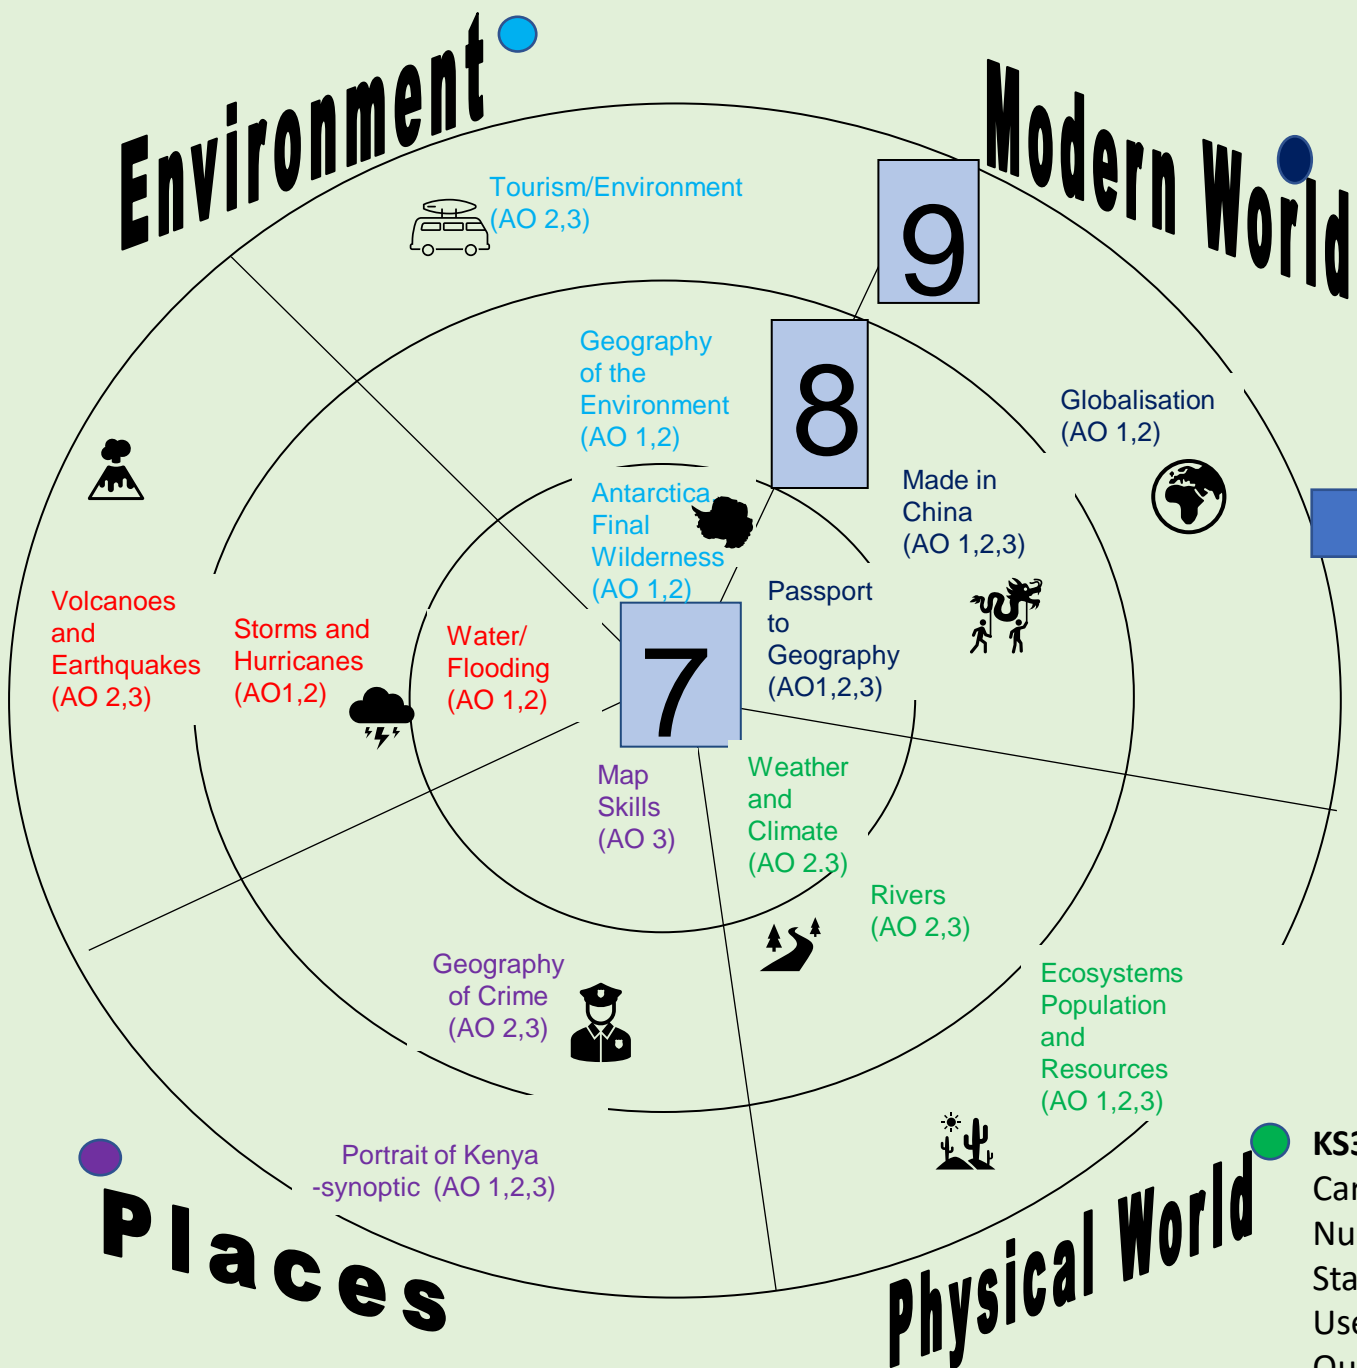 Environment
Modern World
Tourism/Environment
(AO 2,3)
9
Geography
of the
Environment
(AO 1,2)
8
Globalisation
(AO 1,2)
Antarctica
Final
Wilderness
(AO 1,2)
Made in
China
(AO 1,2,3)
Passport
to
Geography
(AO1,2,3)
Volcanoes
and
Earthquakes
(AO 2,3)
Storms and
Hurricanes
(AO1,2)
Water/
Flooding
(AO 1,2)
7
Map
Skills
(AO 3)
Weather
and
Climate
(AO 2.3)
Rivers
(AO 2,3)
Geography
of Crime
(AO 2,3)
Ecosystems
Population
and
Resources
(AO 1,2,3)
Portrait of Kenya
-synoptic (AO 1,2,3)
Places
Physical World
KS3